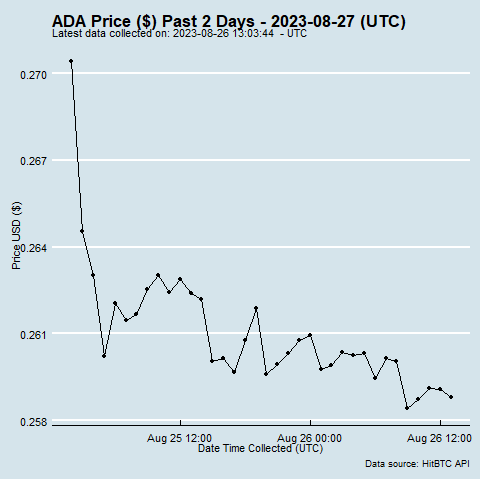 ADA Price ($) Past 2 Days - 2023-08-27 (UTC)
Latest data collected on: 2023-08-26 13:03:44 - UTC
0.270
0.267
0.264
0.261
0.258
Price USD ($)
Aug 25 12:00
Aug 26 00:00
Aug 26 12:00
Date Time Collected (UTC)
Data source: HitBTC API